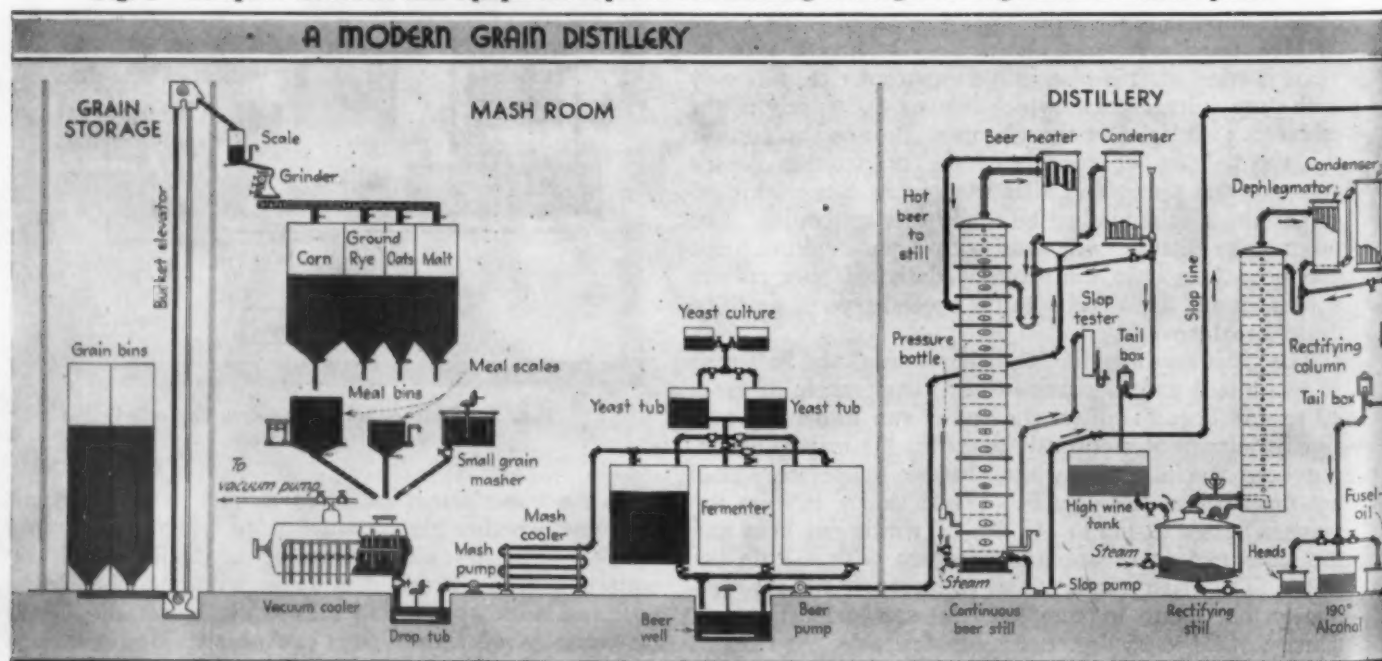 A MODERN GRAIN DISTILLERY
GRAIN
STORAGE
Bucket elevator
Grain bins
MASH ROOM
Scale
Grinder
Ground
Corn Rye Oats Malt
Meal bins
Meal scales
Small grain
masher
To
vacuum pump
Vacuum cooler
Drop tub
Mash
pump
Mash
cooler
Yeast culture
Yeast tub
Yeast tub
Fermenter
Beer
well
Beer
pump
DISTILLERY
Beer heater
Condenser
Hot
beer
to
still
Pressure
bottle
Slop
tester
Tail
box
Slop line
High wine
tank
Steam
Continuous
beer still
Slop pump
Steam
Rectifying
still
Condenser
Dephlegmator
Rectifying
column
Tail box
Fusel-
oil
Heads
190°
Alcohol